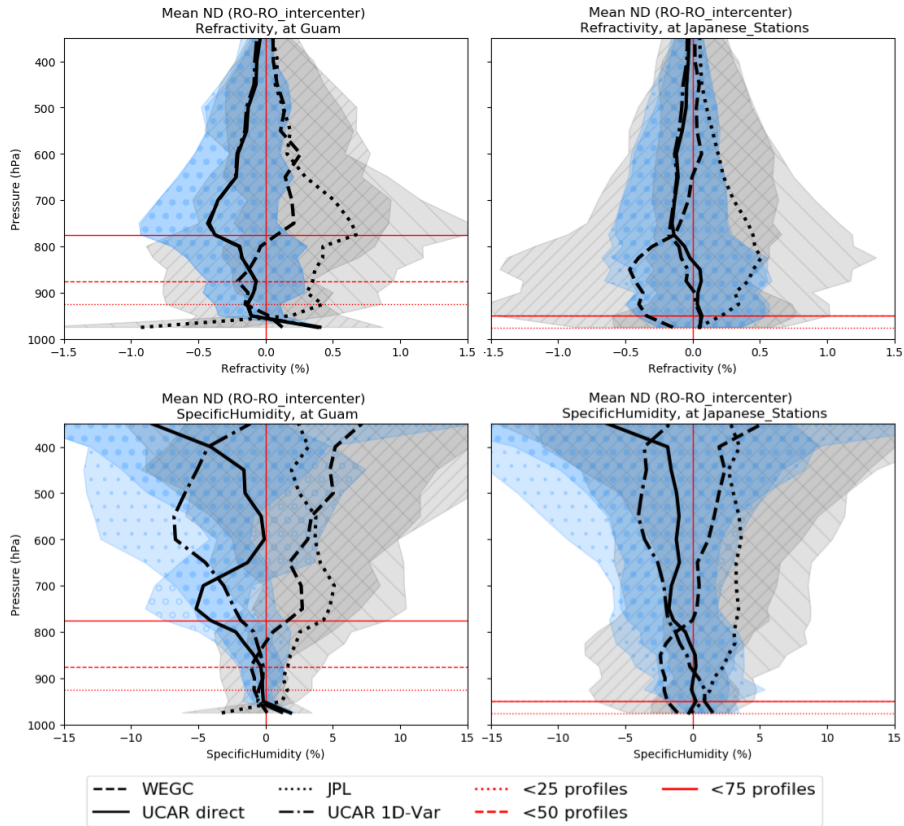 Mean ND (RO-RO_intercenter)
Refractivity, at Guam
Mean ND (RO-RO_intercenter)
Refractivity, at Japanese_Stations
400
500
600
700
800
900
1000
Pressure (hPa)
−1.5 −1.0 −0.5 0.0 0.5 1.0 1.5
Refractivity (%)
−1.5 −1.0 −0.5 0.0 0.5 1.0 1.5
Refractivity (%)
Mean ND (RO-RO_intercenter)
SpecificHumidity, at Guam
Mean ND (RO-RO_intercenter)
SpecificHumidity, at Japanese_Stations
400
500
600
700
800
900
1000
Pressure (hPa)
−15 −10 −5 0 5 10 15
SpecificHumidity (%)
−15 −10 −5 0 5 10 15
SpecificHumidity (%)
WEGC JPL <25 profiles <75 profiles
UCAR direct UCAR 1D-Var <50 profiles